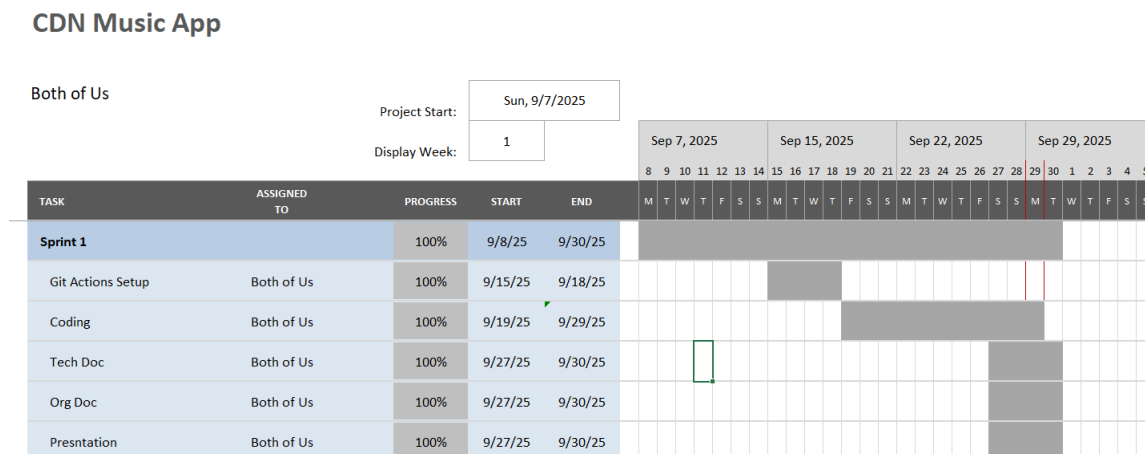 CDN Music App
Both of Us
Project Start: Sun, 9/7/2025
Display Week: 1
Sep 7, 2025 Sep 15, 2025 Sep 22, 2025 Sep 29, 2025
8 9 10 11 12 13 14 15 16 17 18 19 20 21 22 23 24 25 26 27 28 29 30 1 2 3 4
TASK ASSIGNED TO PROGRESS START END M T W T F S S M T W T F S S M T W T F S S M T W T F S
Sprint 1 100% 9/8/25 9/30/25
Git Actions Setup Both of Us 100% 9/15/25 9/18/25
Coding Both of Us 100% 9/19/25 9/29/25
Tech Doc Both of Us 100% 9/27/25 9/30/25
Org Doc Both of Us 100% 9/27/25 9/30/25
Presntation Both of Us 100% 9/27/25 9/30/25